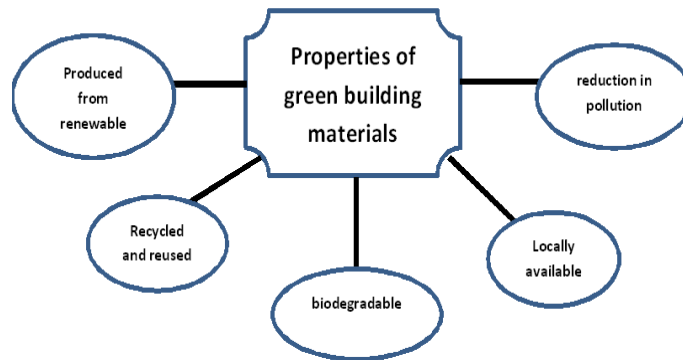 Properties of
green building
materials
Produced
from
renewable
reduction in
pollution
Recycled
and reused
Locally
available
biodegradable